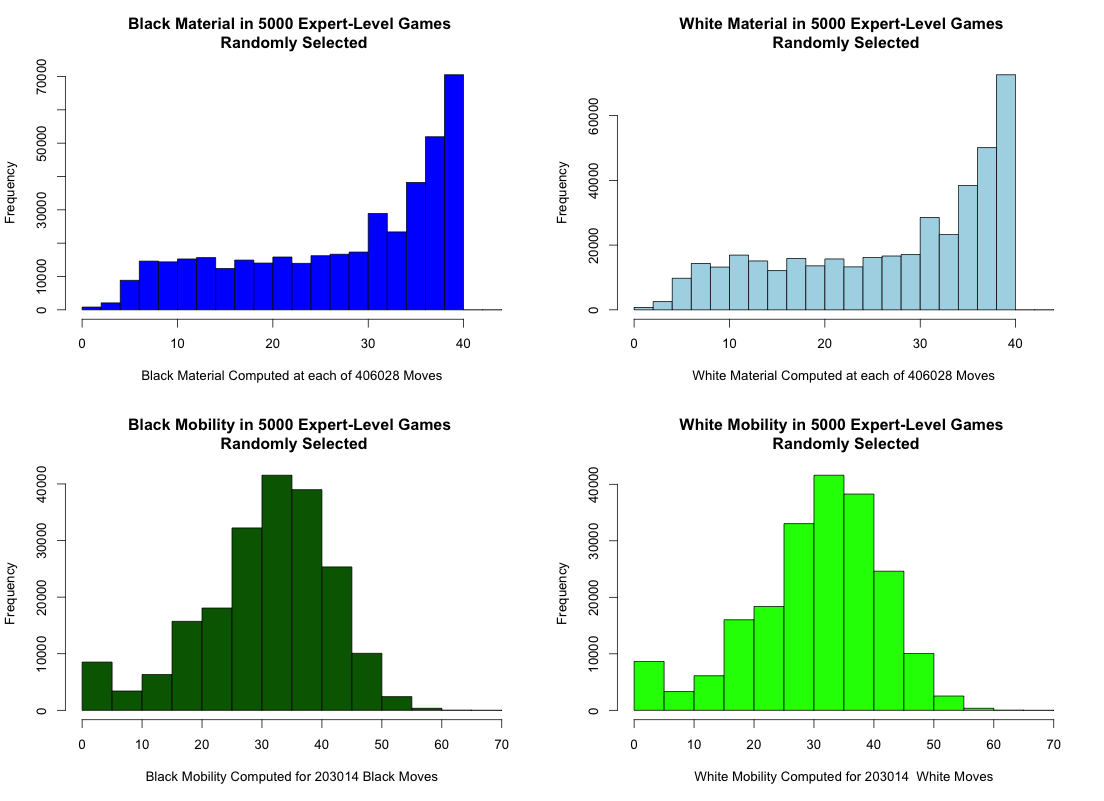 Black Material in 5000 Expert-Level Games
Randomly Selected
Frequency
0
10000
30000
50000
70000
0 10 20 30 40
Black Material Computed at each of 406028 Moves
White Material in 5000 Expert-Level Games
Randomly Selected
Frequency
0
20000
40000
60000
0 10 20 30 40
White Material Computed at each of 406028 Moves
Black Mobility in 5000 Expert-Level Games
Randomly Selected
Frequency
0
10000
20000
30000
40000
0 10 20 30 40 50 60 70
Black Mobility Computed for 203014 Black Moves
White Mobility in 5000 Expert-Level Games
Randomly Selected
Frequency
0
10000
20000
30000
40000
0 10 20 30 40 50 60 70
White Mobility Computed for 203014  White Moves